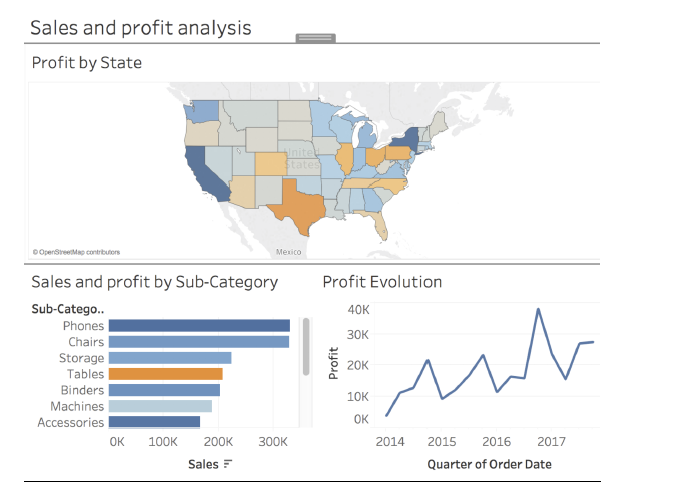 Sales and profit analysis
Profit by State
United
States
Mexico
© OpenStreetMap contributors
Sales and profit by Sub-Category
Sub-Catego..
Phones
Chairs
Storage
Tables
Binders
Machines
Accessories
0K 100K 200K 300K
Sales
Profit Evolution
40K
30K
20K
10K
0K
Profit
2014 2015 2016 2017
Quarter of Order Date